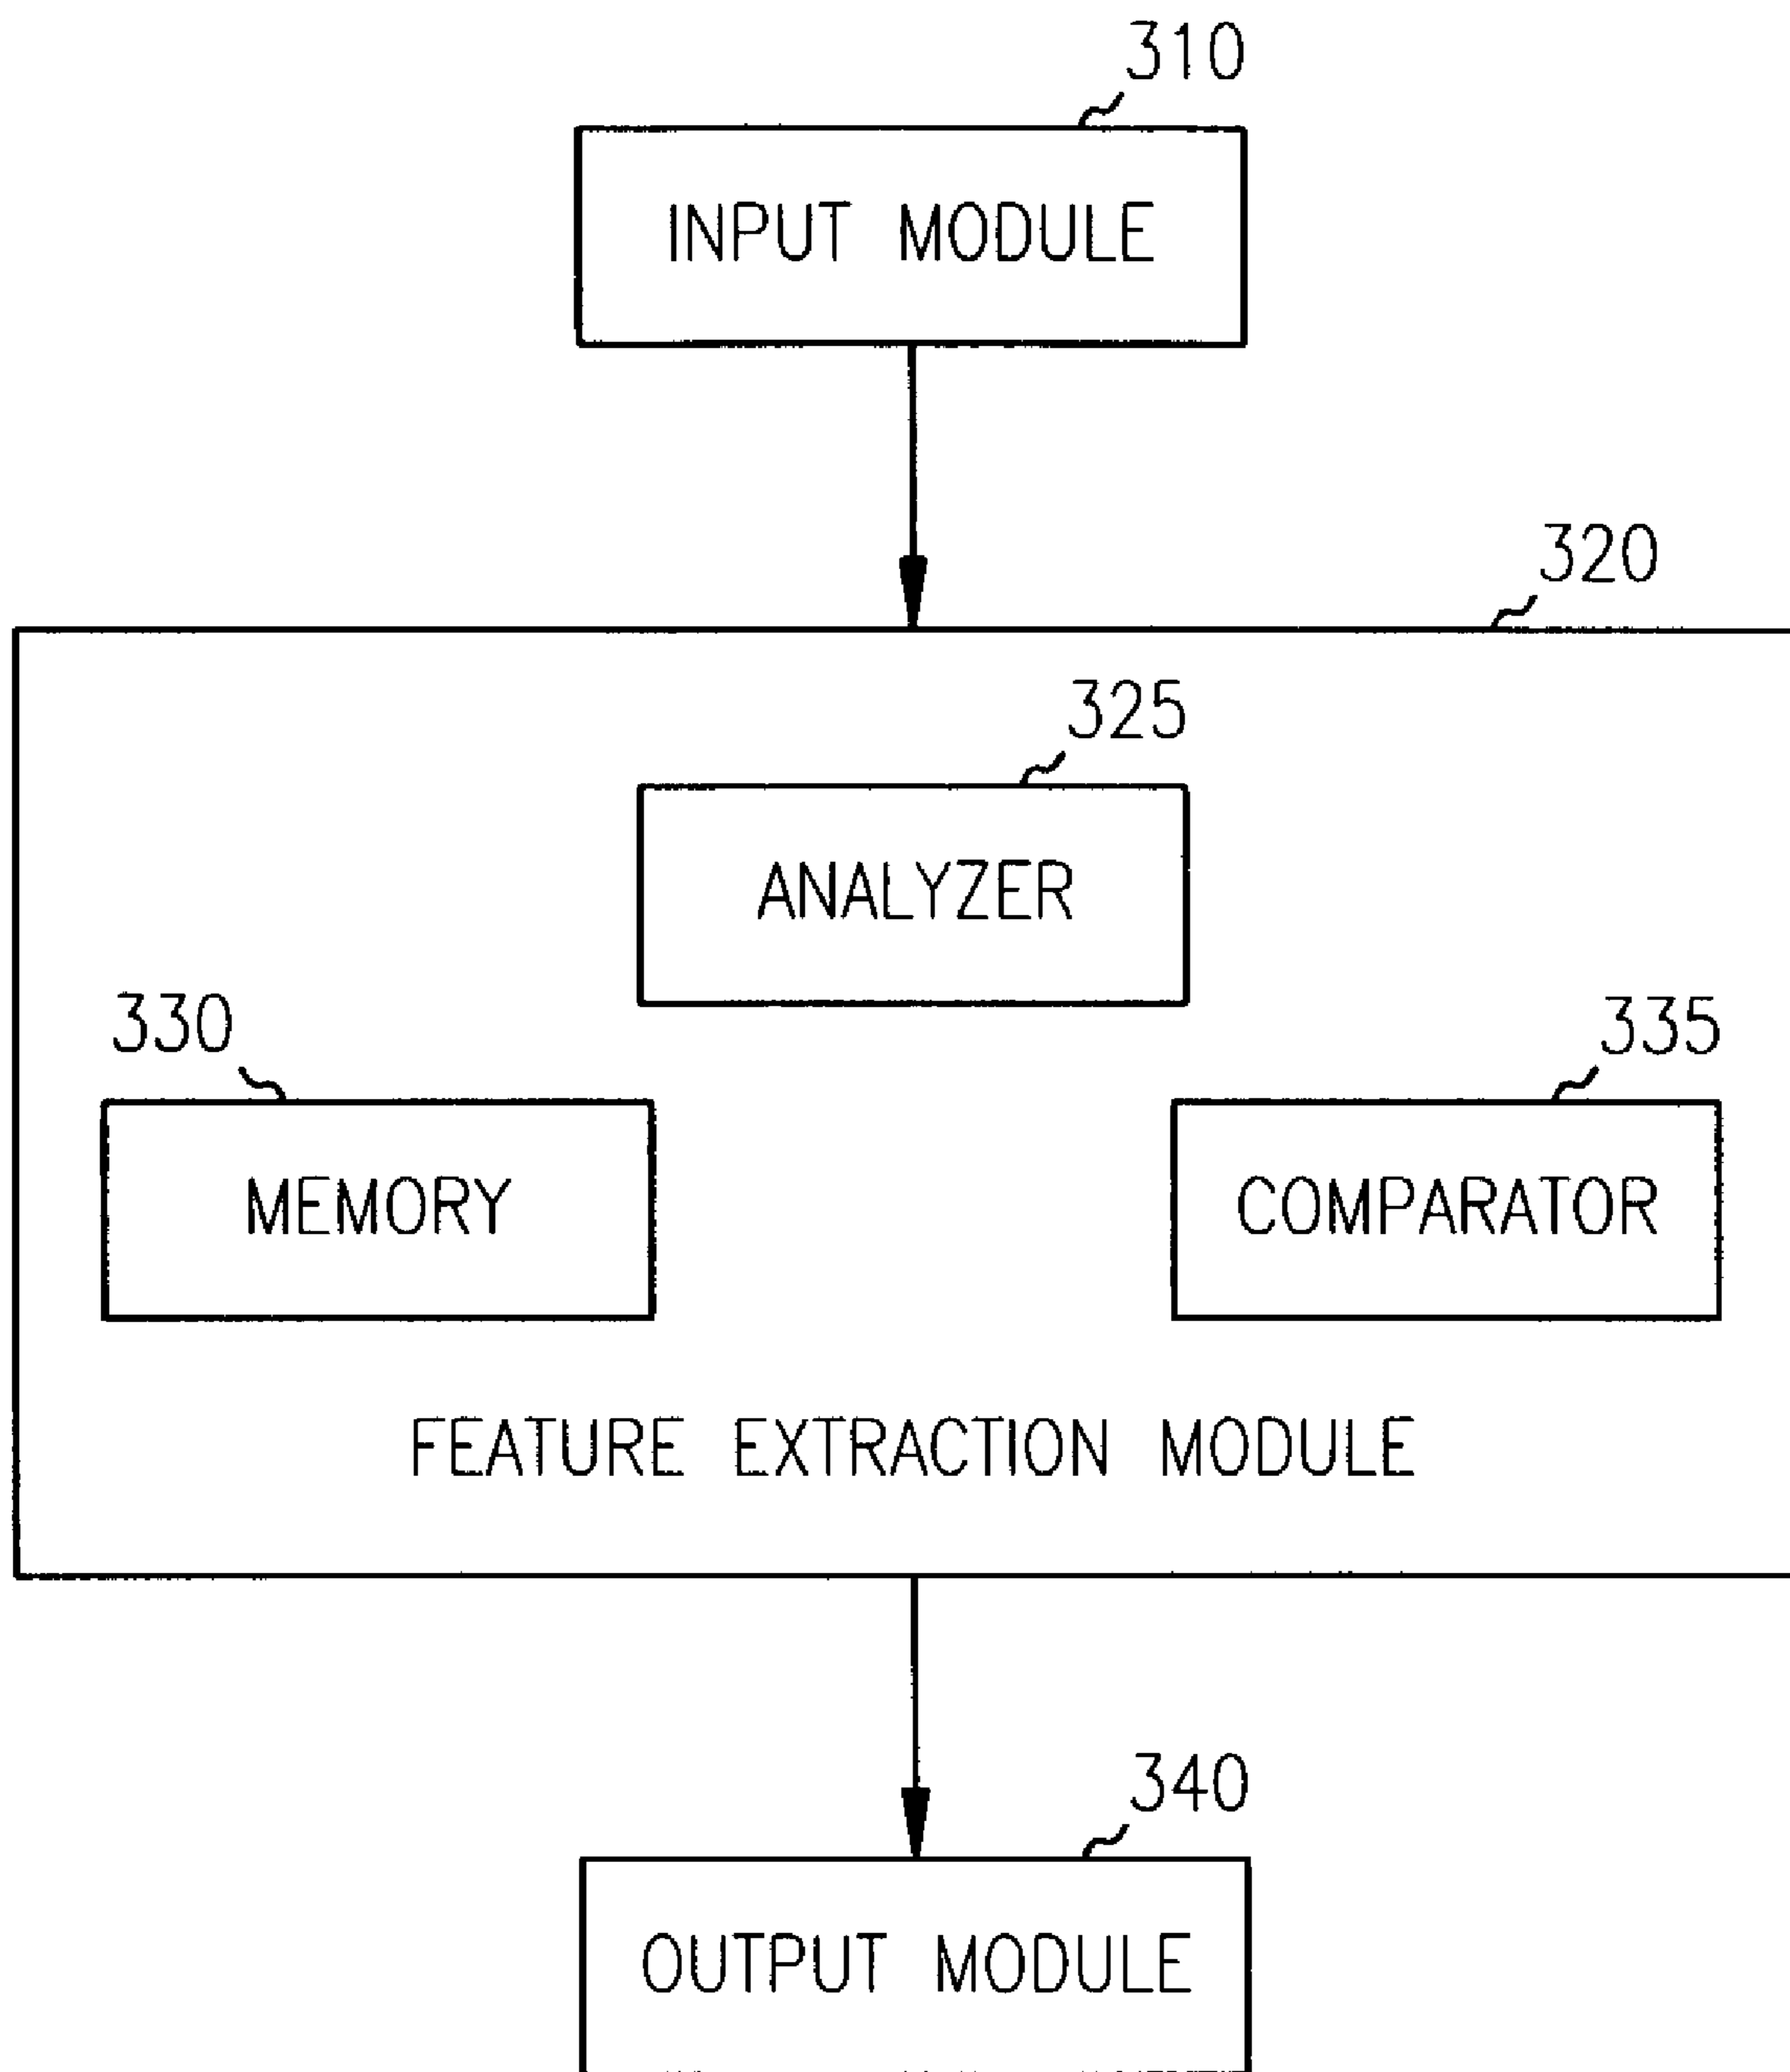 310
INPUT MODULE
320
325
ANALYZER
330
335
MEMORY
COMPARATOR
FEATURE EXTRACTION MODULE
340
OUTPUT MODULE